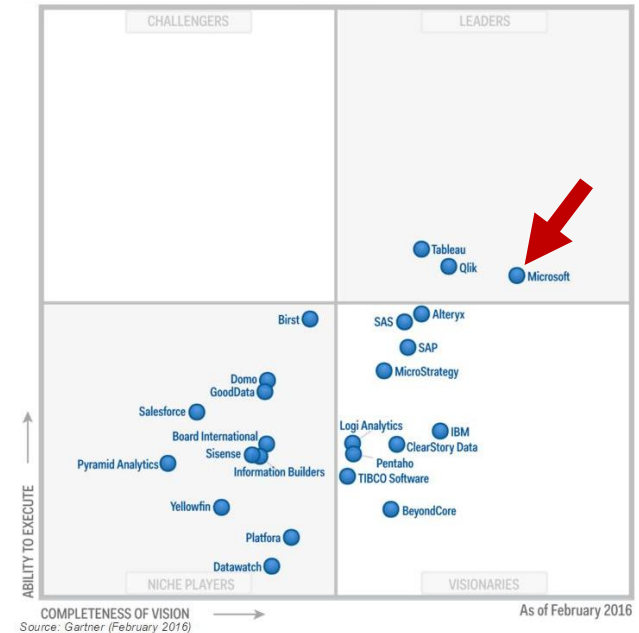 CHALLENGERS
LEADERS
Tableau
Qlik
Microsoft
Birst
Alteryx
SAS
SAP
MicroStrategy
Domo
GoodData
Salesforce
Logi Analytics
IBM
Board International
ClearStory Data
Sisense
Pyramid Analytics
Pentaho
Information Builders
TIBCO Software
Yellowfin
BeyondCore
Platfora
Datawatch
NICHE PLAYERS
VISIONARIES
ABILITY TO EXECUTE
COMPLETENESS OF VISION
As of February 2016
Source: Gartner (February 2016)